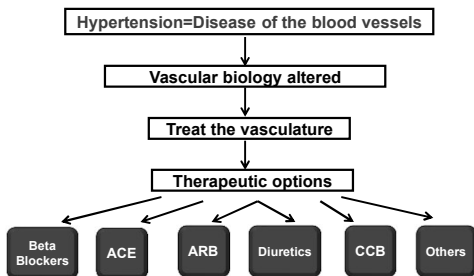 Hypertension=Disease of the blood vessels
Vascular biology altered
Treat the vasculature
Therapeutic options
Beta
Blockers
ACE
ARB
Diuretics
CCB
Others